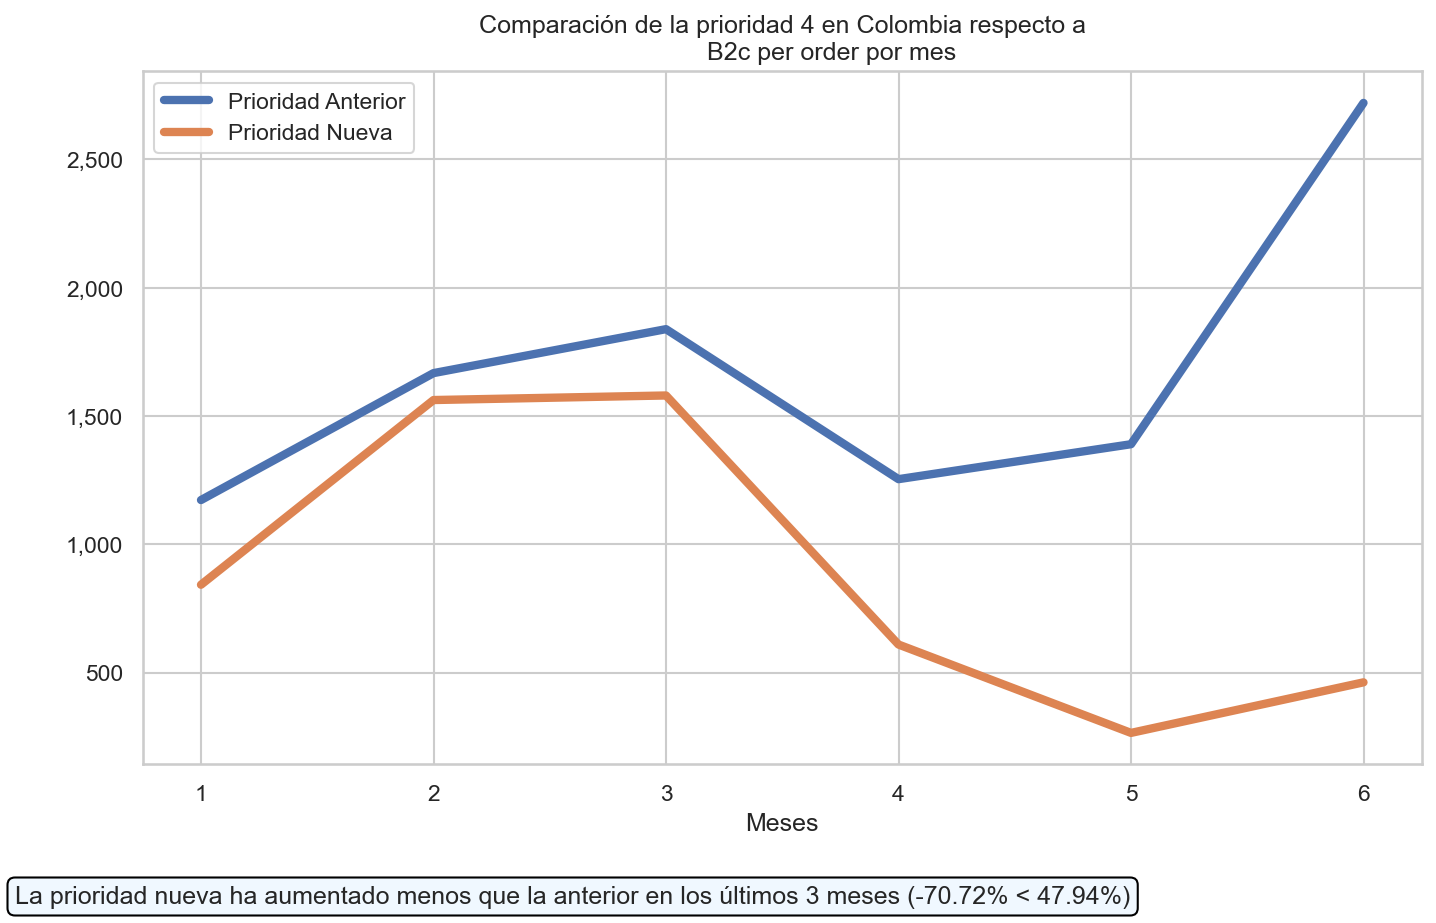 Comparación de la prioridad 4 en Colombia respecto a
B2c per order por mes
Prioridad Anterior
Prioridad Nueva
2,500
2,000
1,500
1,000
500
1 2 3 4 5 6
Meses
La prioridad nueva ha aumentado menos que la anterior en los últimos 3 meses (-70.72% < 47.94%)